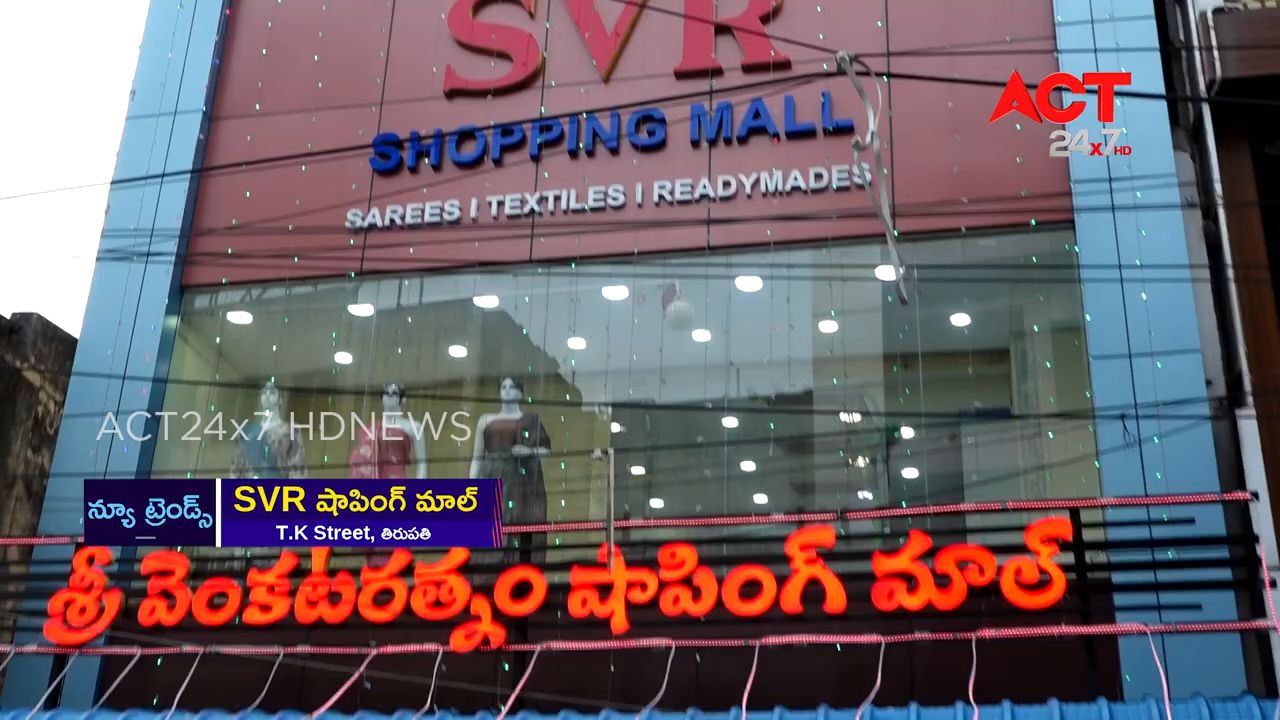 SVR
SHOPPING MALL
SAREES I TEXTILES I READYMADES
ACT
24x7 HD
ACT24x7 HDNEWS
న్యూ ట్రెండ్స్
SVR షాపింగ్ మాల్
T.K Street, తిరుపతి
శ్రీ వెంకటరత్నం షాపింగ్ మాల్